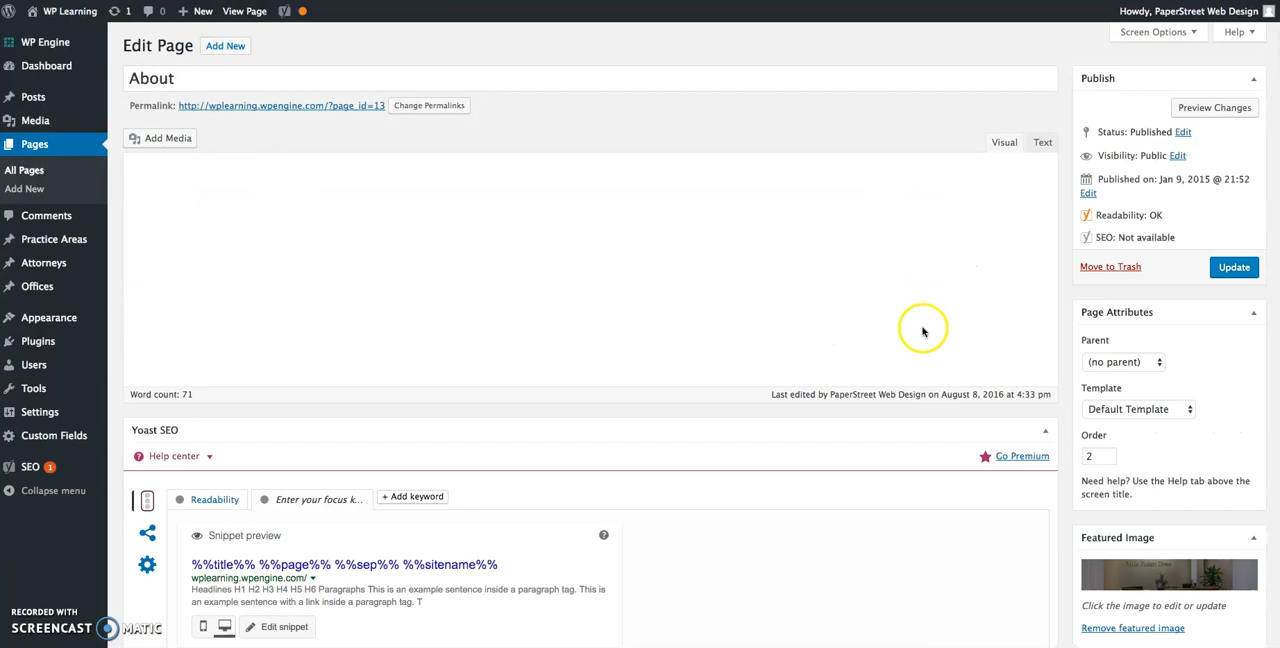 WP Learning 1 0 New View Page Howdy, PaperStreet Web Design
Screen Options Help
WP Engine
Dashboard
Posts
Media
Pages
All Pages
Add New
Comments
Practice Areas
Attorneys
Offices
Appearance
Plugins
Users
Tools
Settings
Custom Fields
SEO 1
Collapse menu
RECORDED WITH
SCREENCAST MATIC
Edit Page Add New
About
Permalink: http://wplearning.wpengine.com/?page_id=13 Change Permalinks
Add Media Visual Text
Word count: 71 Last edited by PaperStreet Web Design on August 8, 2016 at 4:33 pm
Yoast SEO
Help center Go Premium
Readability Enter your focus k... + Add keyword
Snippet preview
%%title%% %%page%% %%sep%% %%sitename%%
wplearning.wpengine.com/
Headlines H1 H2 H3 H4 H5 H6 Paragraphs This is an example sentence inside a paragraph tag. This is
an example sentence with a link inside a paragraph tag. T
Edit snippet
Publish
Preview Changes
Status: Published Edit
Visibility: Public Edit
Published on: Jan 9, 2015 @ 21:52
Edit
Readability: OK
SEO: Not available
Move to Trash Update
Page Attributes
Parent
(no parent)
Template
Default Template
Order
2
Need help? Use the Help tab above the
screen title.
Featured Image
Click the image to edit or update
Remove featured image